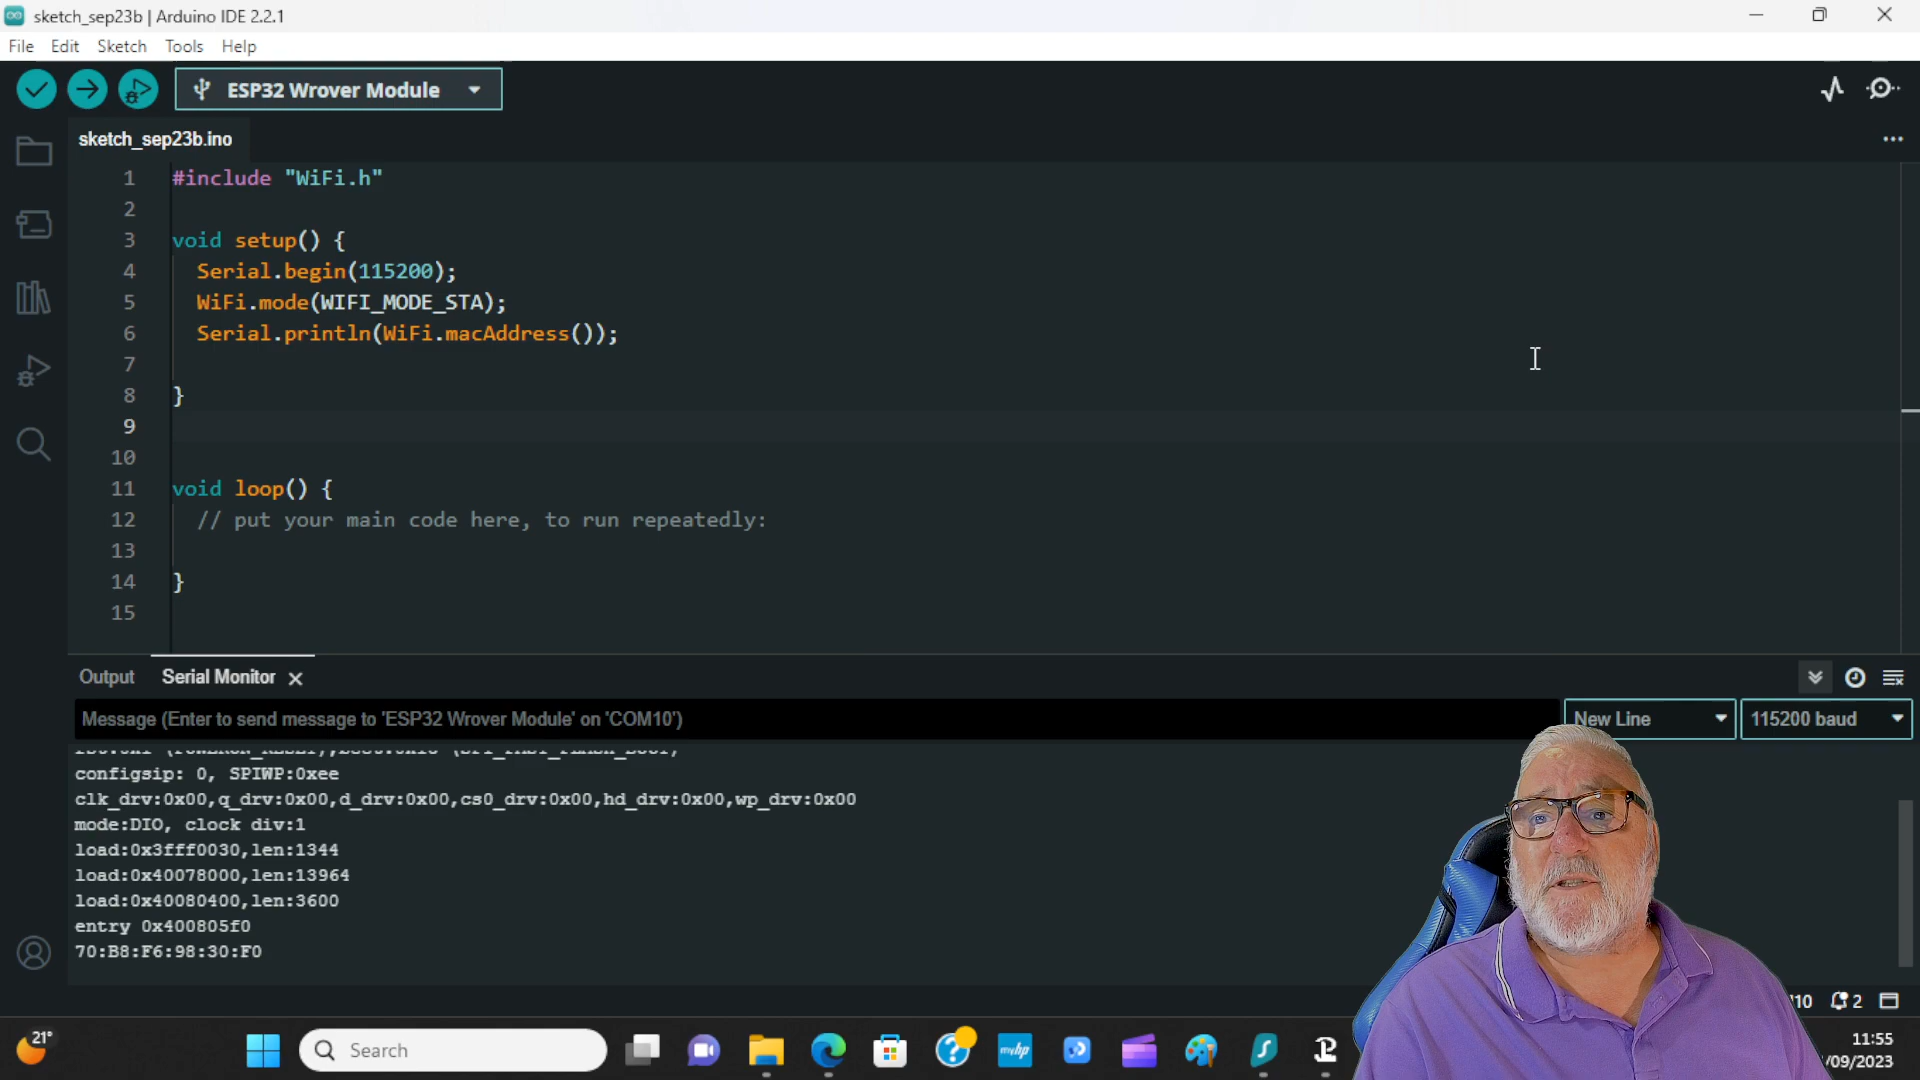 sketch_sep23b | Arduino IDE 2.2.1
File Edit Sketch Tools Help
ESP32 Wrover Module
sketch_sep23b.ino
1 #include "WiFi.h"
2
3 void setup() {
4 Serial.begin(115200);
5 WiFi.mode(WIFI_MODE_STA);
6 Serial.println(WiFi.macAddress());
7
8 }
9
10
11 void loop() {
12 // put your main code here, to run repeatedly:
13
14 }
15
Output Serial Monitor
Message (Enter to send message to 'ESP32 Wrover Module' on 'COM10') New Line 115200 baud
configsip: 0, SPIWP:0xee
clk_drv:0x00,q_drv:0x00,d_drv:0x00,cs0_drv:0x00,hd_drv:0x00,wp_drv:0x00
mode:DIO, clock div:1
load:0x3fff0030,len:1344
load:0x40078000,len:13964
load:0x40080400,len:3600
entry 0x400805f0
70:B8:F6:98:30:F0
2
21° Search myhp 11:55
/09/2023